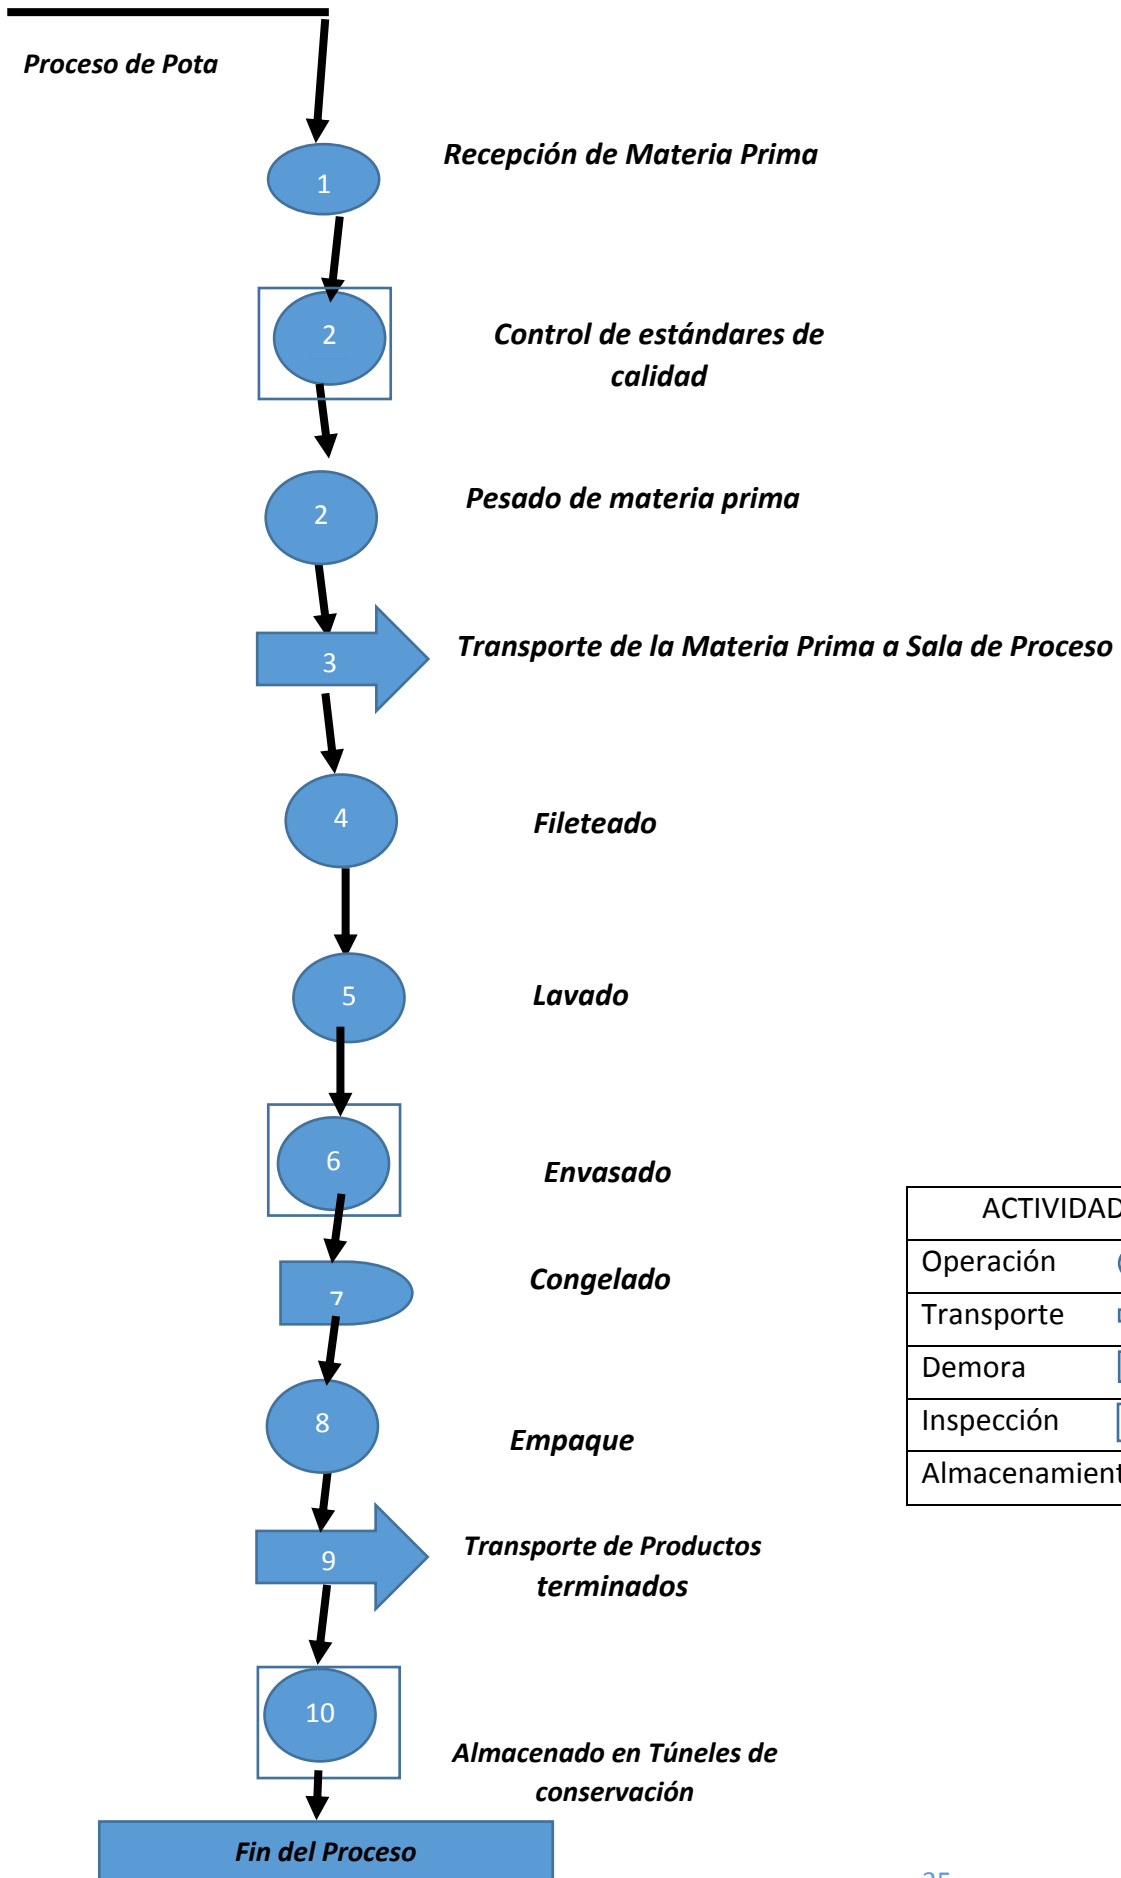 Proceso de Pota
1
Recepción de Materia Prima
2
Control de estándares de
calidad
2
Pesado de materia prima
3
Transporte de la Materia Prima a Sala de Proceso
4
Fileteado
5
Lavado
6
Envasado
7
Congelado
8
Empaque
9
Transporte de Productos
terminados
10
Almacenado en Túneles de
conservación
Fin del Proceso
ACTIVIDAD
Operación
Transporte
Demora
Inspección